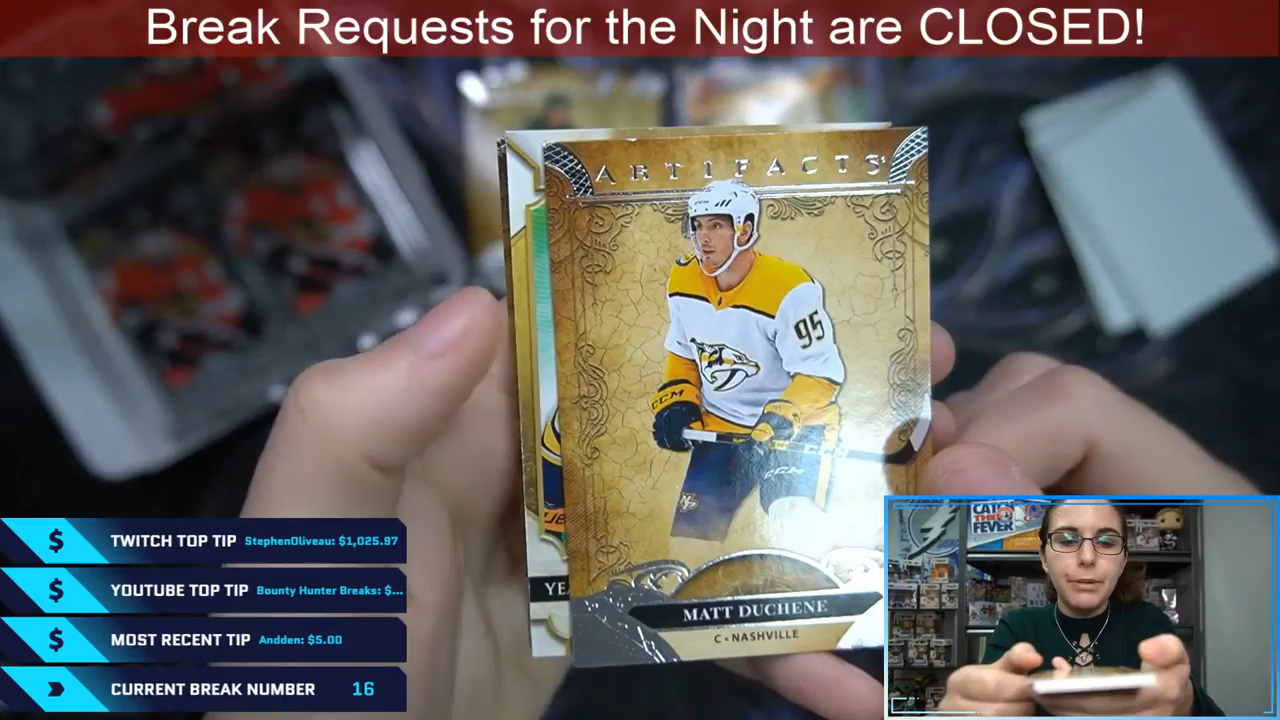 Break Requests for the Night are CLOSED!
ARTIFACTS
95
CCM
CCM
YE
MATT DUCHENE
C • NASHVILLE
$ TWITCH TOP TIP StephenOliveau: $1,025.97
$ YOUTUBE TOP TIP Bounty Hunter Breaks: $...
$ MOST RECENT TIP Andden: $5.00
CURRENT BREAK NUMBER 16
CATCH
THE
FEVER